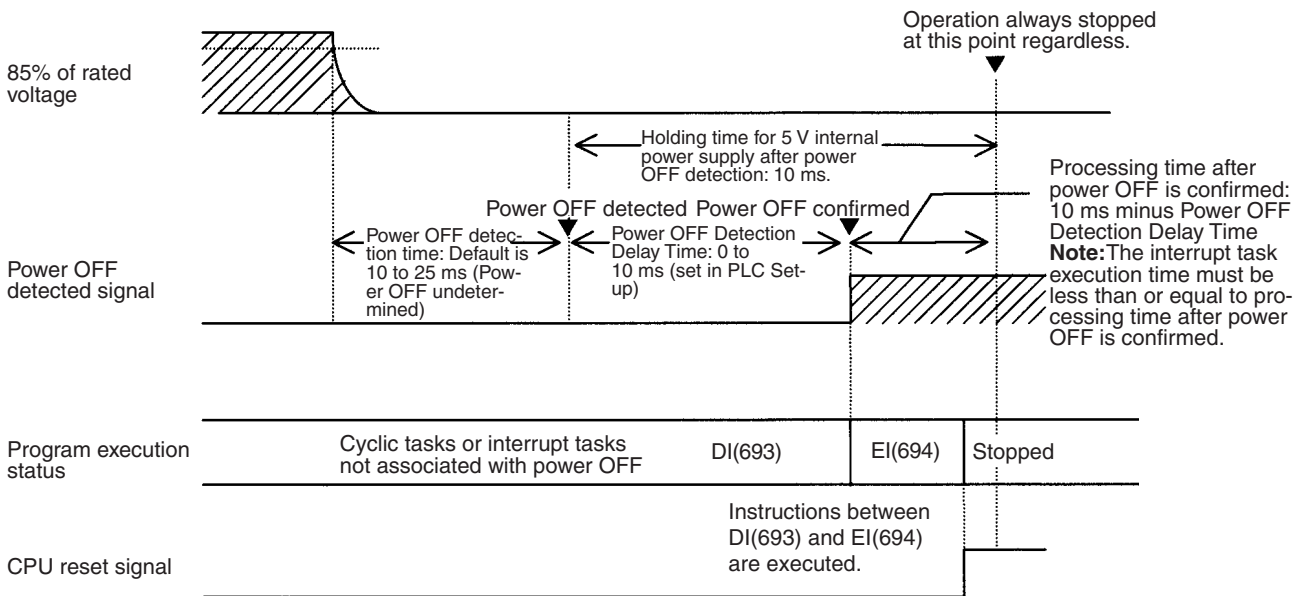 Operation always stopped
at this point regardless.
85% of rated
voltage
Holding time for 5 V internal
power supply after power
OFF detection: 10 ms.
Processing time after
power OFF is confirmed:
10 ms minus Power OFF
Detection Delay Time
Note:The interrupt task
execution time must be
less than or equal to pro-
cessing time after power
OFF is confirmed.
Power OFF detected
Power OFF confirmed
Power OFF detec-
tion time: Default is
10 to 25 ms (Pow-
er OFF undeter-
mined)
Power OFF Detection
Delay Time: 0 to
10 ms (set in PLC Set-
up)
Power OFF
detected signal
Program execution
status
Cyclic tasks or interrupt tasks
not associated with power OFF
DI(693)
EI(694)
Stopped
Instructions between
DI(693) and EI(694)
are executed.
CPU reset signal